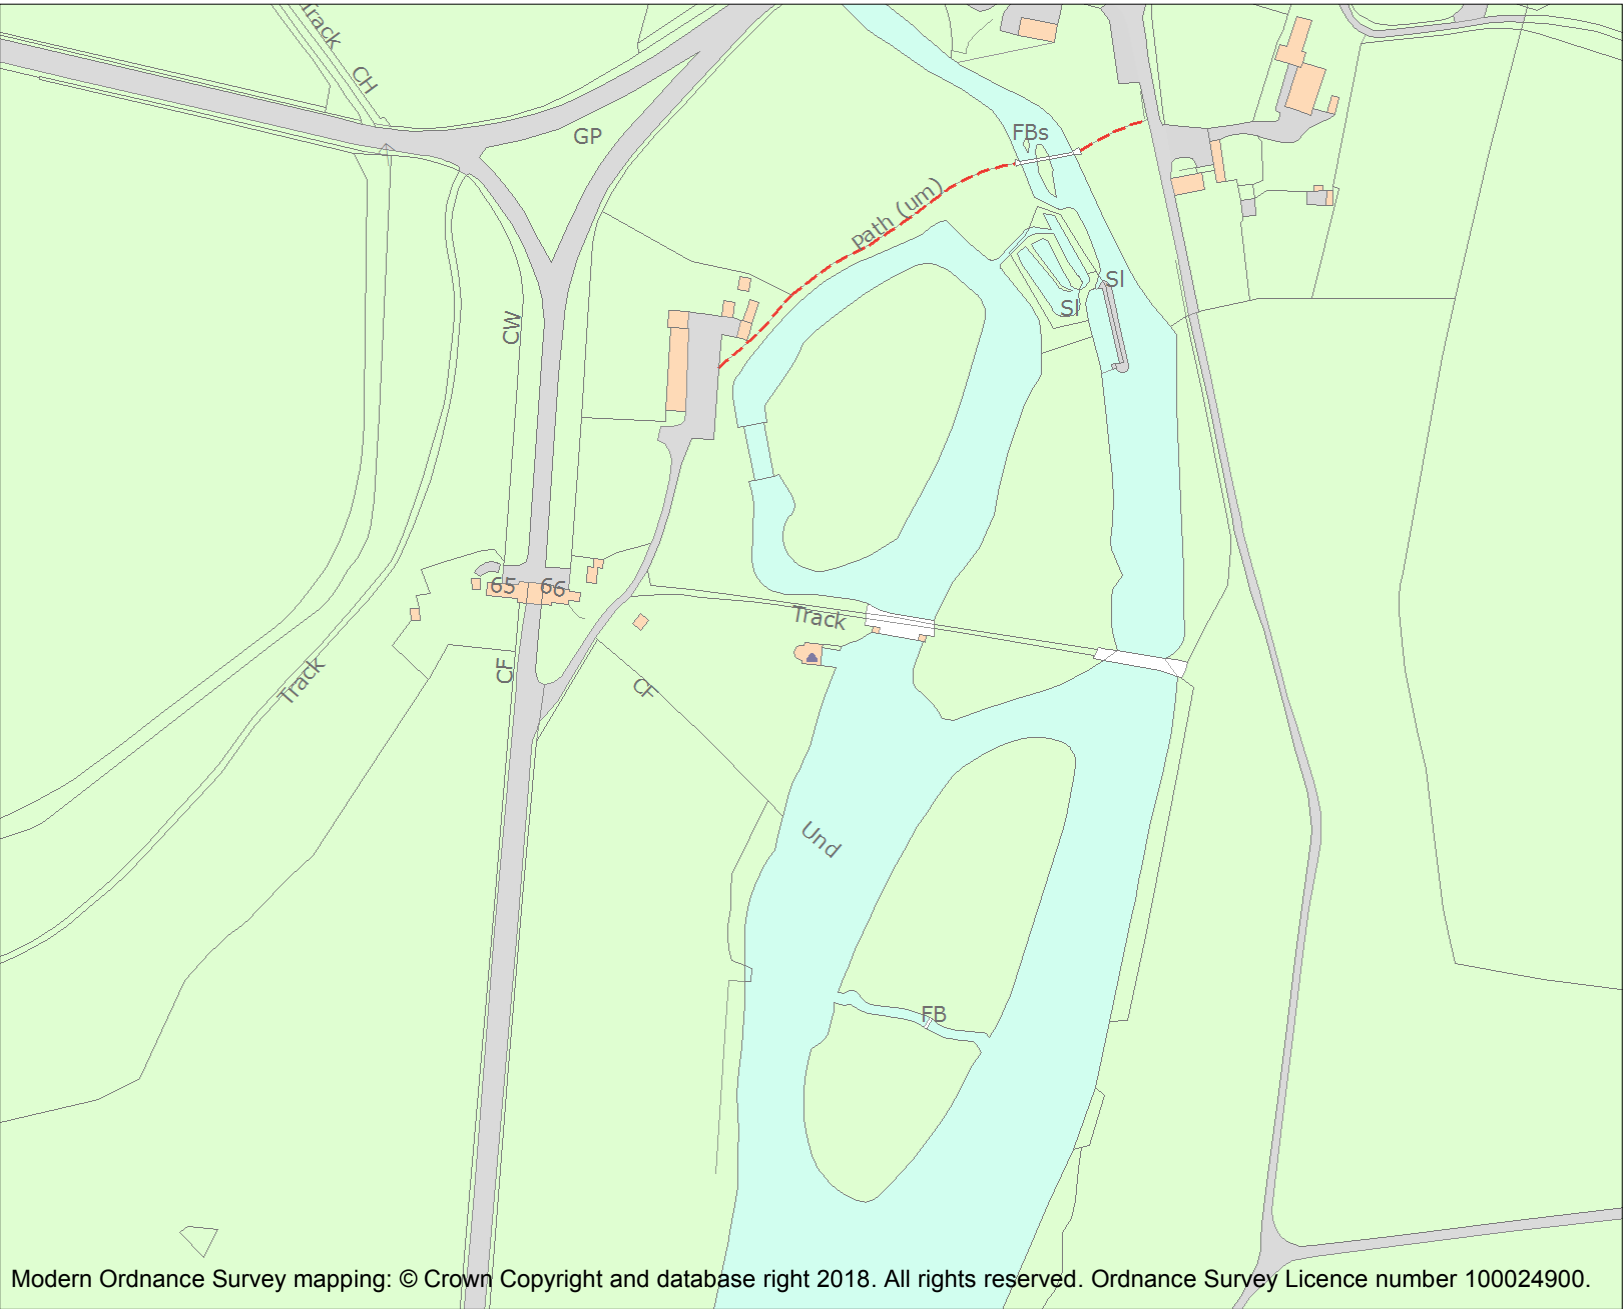 Track
CH
GP
FBs
Path (um)
Sl
Sl
CW
65
66
Track
CF
Track
CF
Und
FB
Modern Ordnance Survey mapping: © Crown Copyright and database right 2018. All rights reserved. Ordnance Survey Licence number 100024900.